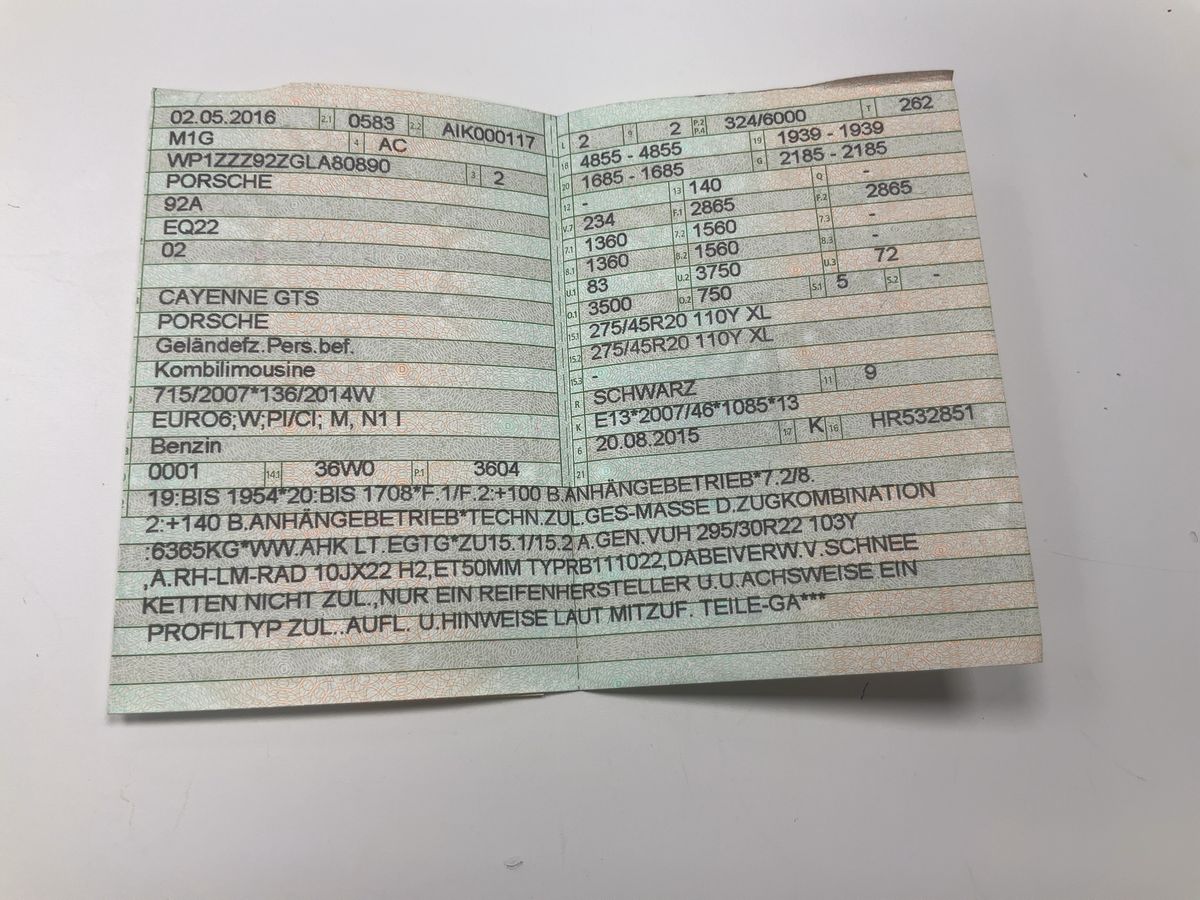 02.05.2016 2.1 0583 2.2 AIK000117
M1G 4 AC
WP1ZZZ92ZGLA80890 3 2
PORSCHE
92A
EQ22
02
CAYENNE GTS
PORSCHE
Geländefz.Pers.bef.
Kombilimousine
715/2007*136/2014W
EURO6;W;PI/CI; M, N1 I
Benzin
0001 14.1 36W0 P.1 3604
L 2 9 2 P.2 P.4 324/6000 T 262
18 4855 - 4855 19 1939 - 1939
20 1685 - 1685 G 2185 - 2185
12 - 13 140 Q -
V.7 234 F.1 2865 F.2 2865
7.1 1360 7.2 1560 7.3 -
8.1 1360 8.2 1560 8.3 -
U.1 83 U.2 3750 U.3 72
O.1 3500 O.2 750 S.1 5 S.2 -
15.1 275/45R20 110Y XL
15.2 275/45R20 110Y XL
15.3 -
R SCHWARZ 11 9
K E13*2007/46*1085*13
6 20.08.2015 17 K 16 HR532851
21
19:BIS 1954*20:BIS 1708*F.1/F.2:+100 B.ANHÄNGEBETRIEB*7.2/8.
2:+140 B.ANHÄNGEBETRIEB*TECHN.ZUL.GES-MASSE D.ZUGKOMBINATION
:6365KG*WW.AHK LT.EGTG*ZU15.1/15.2 A.GEN.VUH 295/30R22 103Y
,A.RH-LM-RAD 10JX22 H2,ET50MM TYPRB111022,DABEIVERW.V.SCHNEE
KETTEN NICHT ZUL.,NUR EIN REIFENHERSTELLER U.U.ACHSWEISE EIN
PROFILTYP ZUL..AUFL. U.HINWEISE LAUT MITZUF. TEILE-GA***